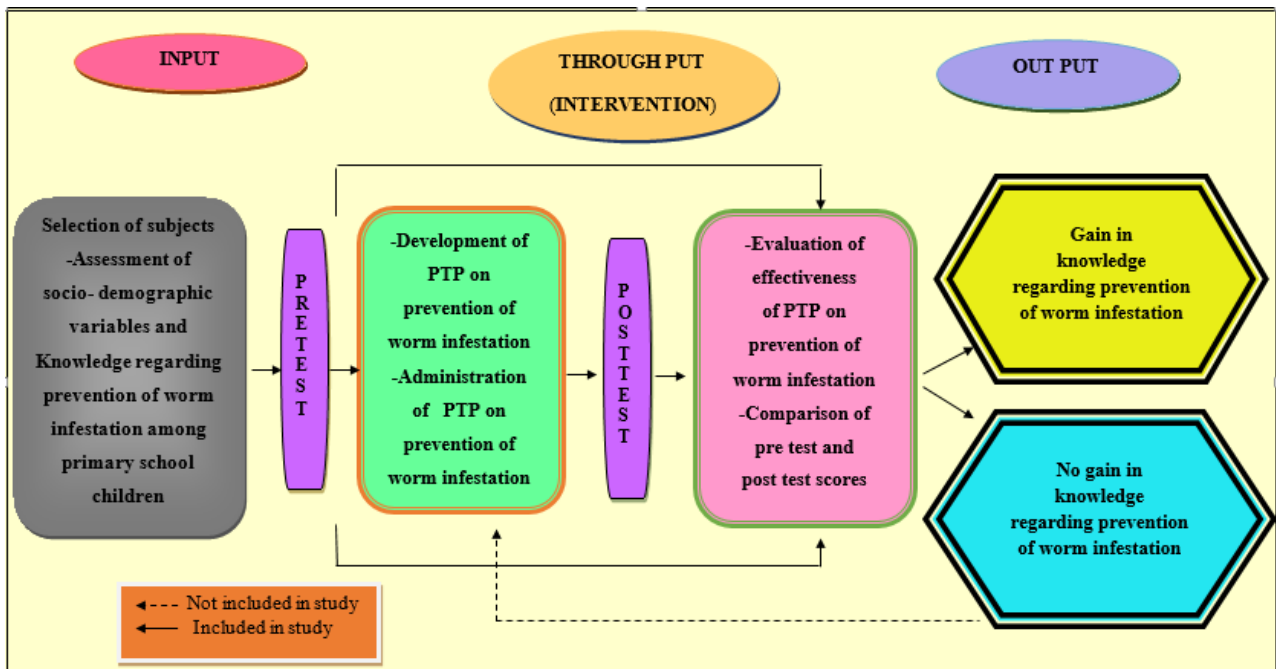 INPUT
THROUGH PUT
(INTERVENTION)
OUT PUT
Selection of subjects
-Assessment of
socio- demographic
variables and
Knowledge regarding
prevention of worm
infestation among
primary school
children
PRETEST
-Development of
PTP on
prevention of
worm infestation
-Administration
of PTP on
prevention of
worm infestation
POSTTEST
-Evaluation of
effectiveness
of PTP on
prevention of
worm infestation
-Comparison of
pre test and
post test scores
Gain in
knowledge
regarding prevention
of worm infestation
No gain in
knowledge
regarding prevention
of worm infestation
Not included in study
Included in study